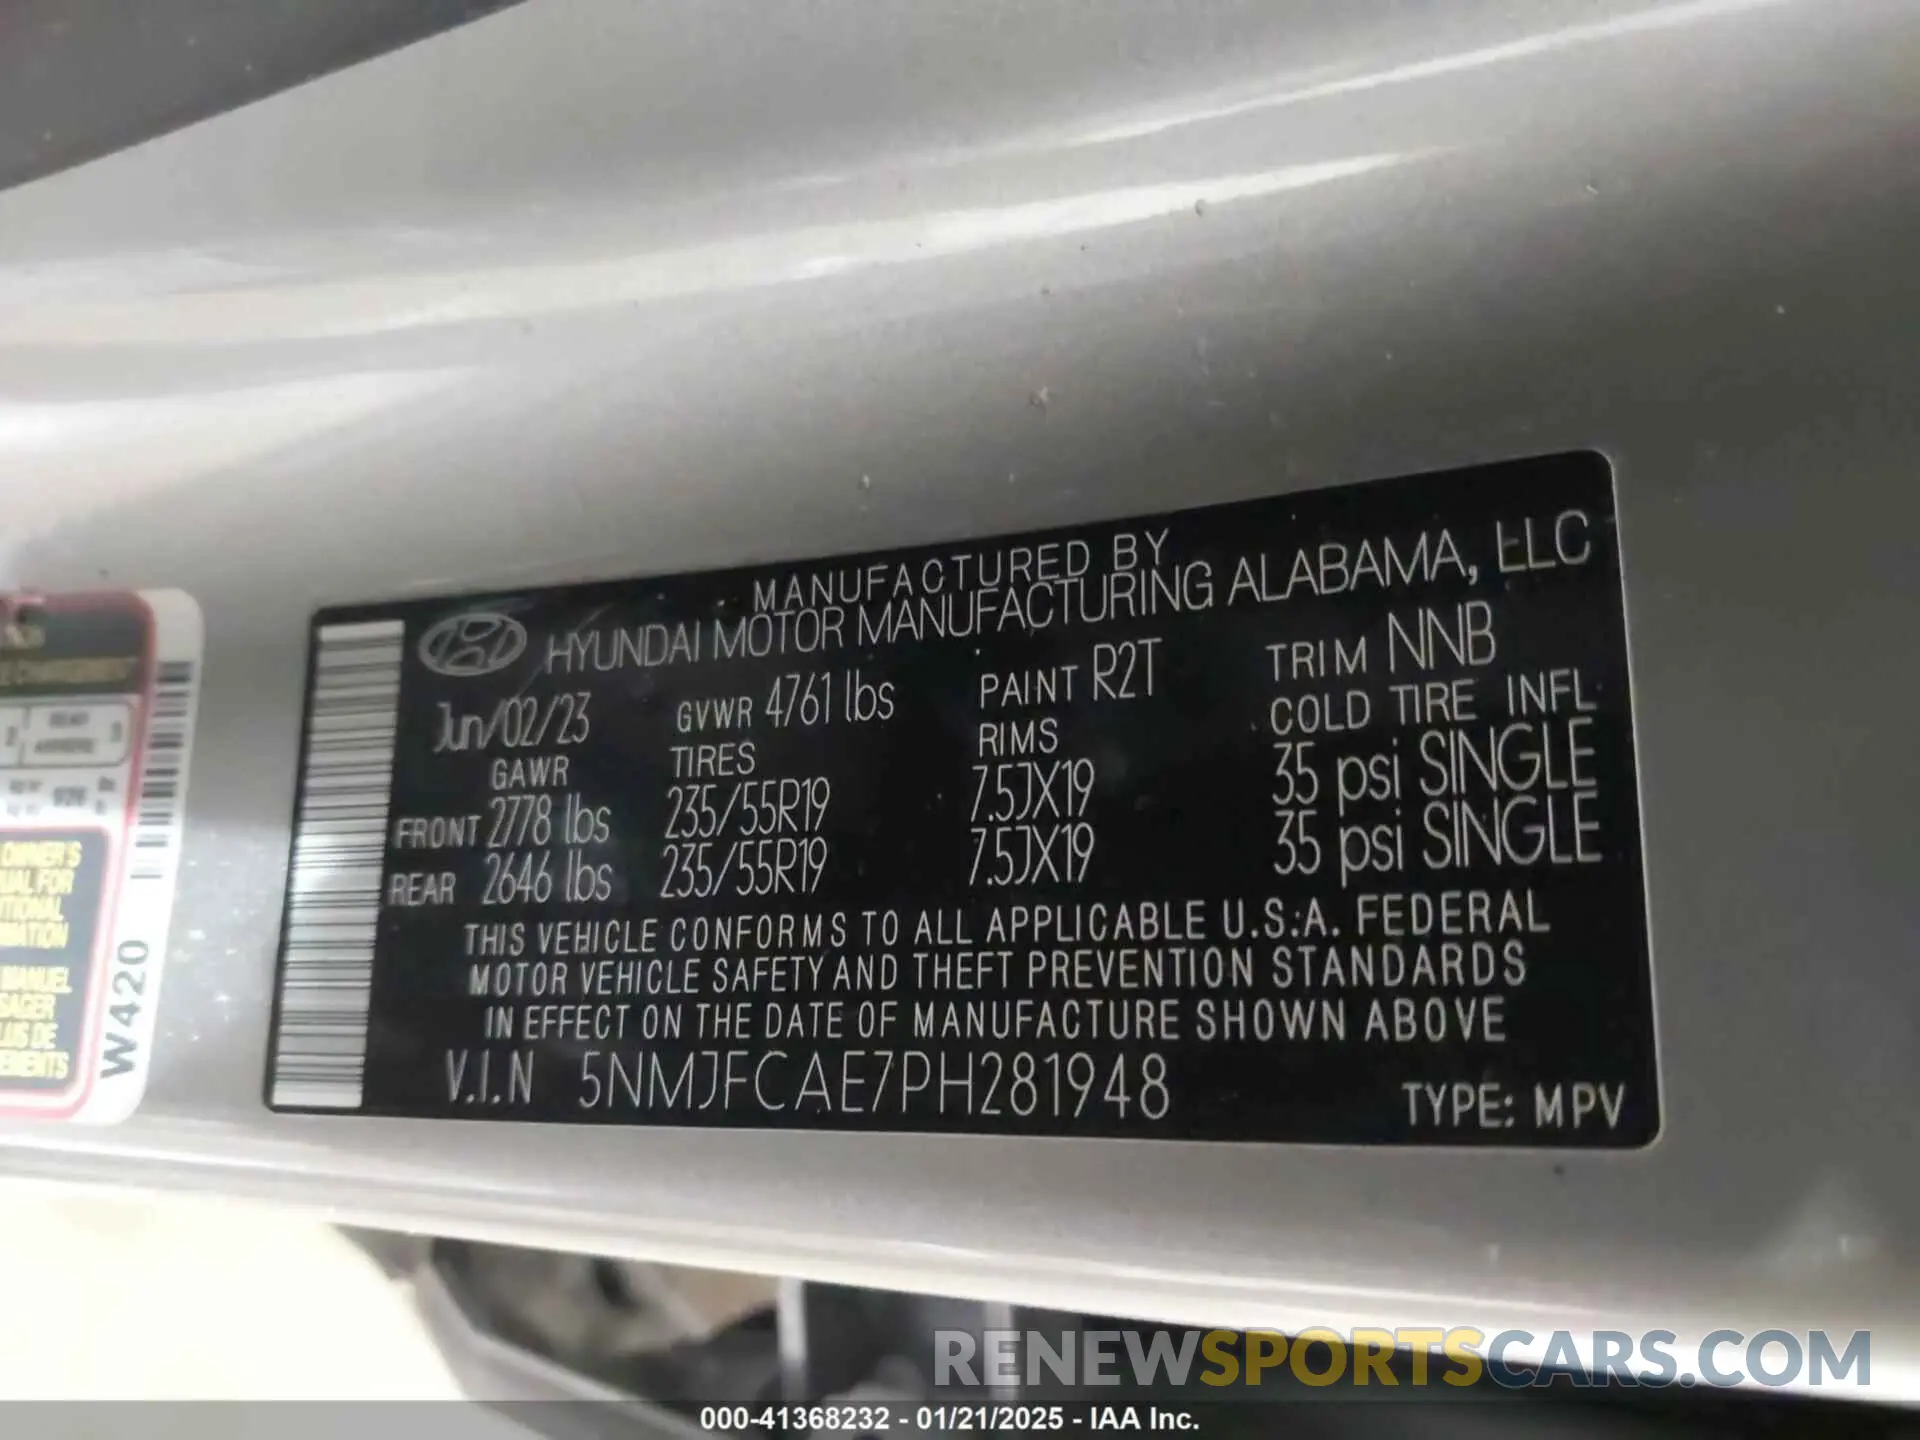 MANUFACTURED BY
HYUNDAI MOTOR MANUFACTURING ALABAMA, LLC
Jun/02/23 GVWR 4761 lbs PAINT R2T TRIM NNB
GAWR TIRES RIMS COLD TIRE INFL
FRONT 2778 lbs 235/55R19 7.5JX19 35 psi SINGLE
REAR 2646 lbs 235/55R19 7.5JX19 35 psi SINGLE
THIS VEHICLE CONFORMS TO ALL APPLICABLE U.S.A. FEDERAL
MOTOR VEHICLE SAFETY AND THEFT PREVENTION STANDARDS
IN EFFECT ON THE DATE OF MANUFACTURE SHOWN ABOVE
V.I.N 5NMJFCAE7PH281948 TYPE: MPV
OWNER'S
UAL FOR
MANUEL
W420
RENEWSPORTSCARS.COM
000-41368232 - 01/21/2025 - IAA Inc.